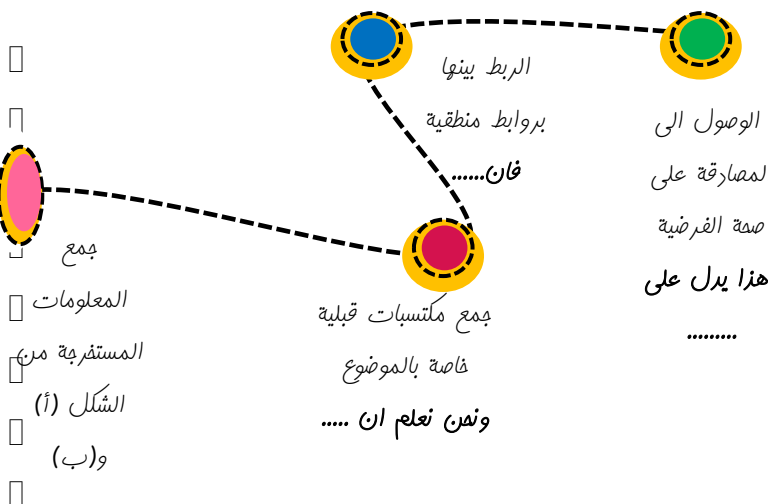 جمع
المعلومات
المستخرجة من
الشكل (أ)
و(ب)
جمع مكتسبات قبلية
خاصة بالموضوع
ونحن نعلم ان .....
الربط بينها
بروابط منطقية
فان......
الوصول الى
لمصادقة على
صحة الفرضية
هذا يدل على
.........